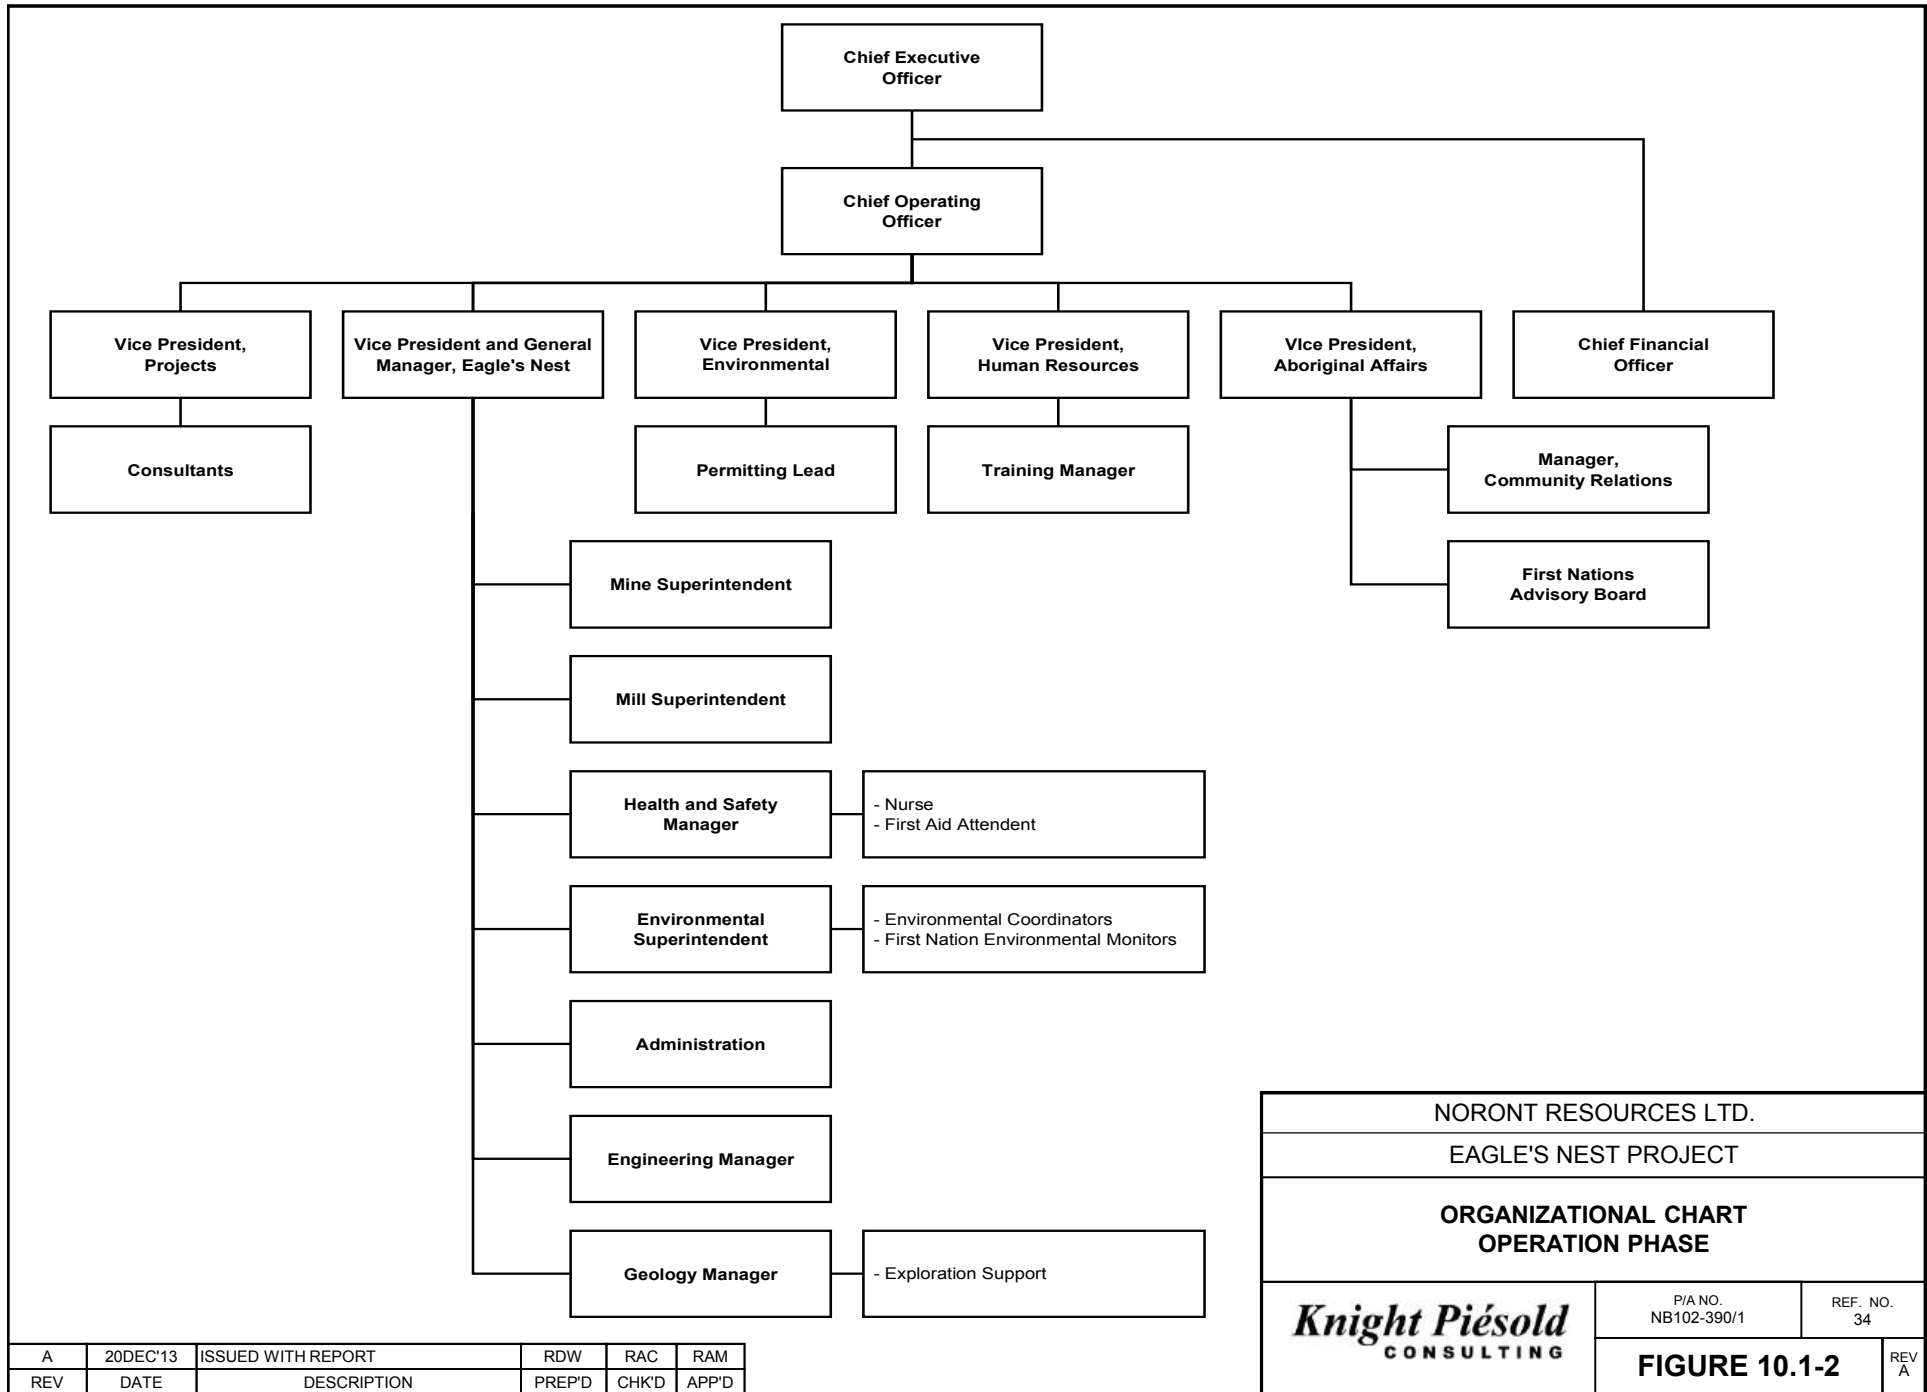 Chief Executive
Officer
Chief Operating
Officer
Vice President,
Projects
Vice President and General
Manager, Eagle's Nest
Vice President,
Environmental
Vice President,
Human Resources
VIce President,
Aboriginal Affairs
Chief Financial
Officer
Consultants
Permitting Lead
Training Manager
Manager,
Community Relations
First Nations
Advisory Board
Mine Superintendent
Mill Superintendent
Health and Safety
Manager
- Nurse
- First Aid Attendent
Environmental
Superintendent
- Environmental Coordinators
- First Nation Environmental Monitors
Administration
Engineering Manager
Geology Manager
- Exploration Support
NORONT RESOURCES LTD.
EAGLE'S NEST PROJECT
ORGANIZATIONAL CHART
OPERATION PHASE
Knight Piésold
CONSULTING
P/A NO.
NB102-390/1
REF. NO.
34
FIGURE 10.1-2
REV
A
A 20DEC'13 ISSUED WITH REPORT RDW RAC RAM
REV DATE DESCRIPTION PREP'D CHK'D APP'D